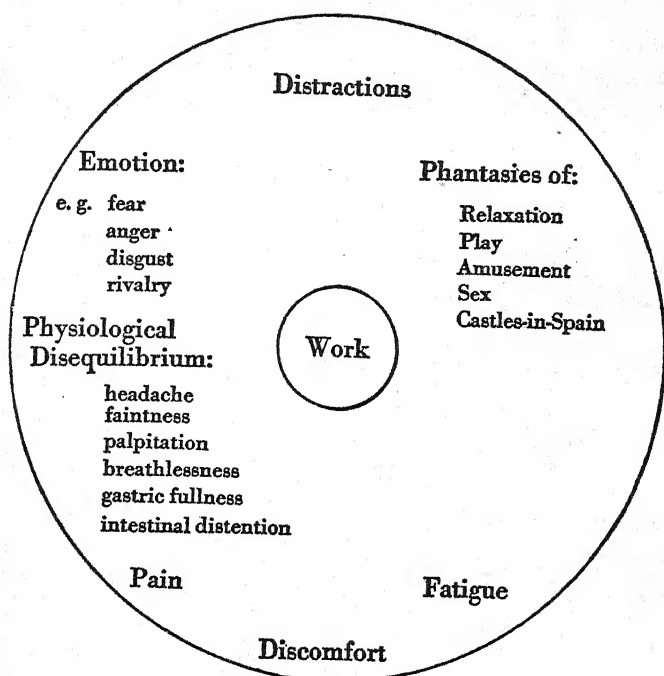 Distractions
Emotion:
e. g. fear
anger
disgust
rivalry
Phantasies of:
Relaxation
Play
Amusement
Sex
Castles-in-Spain
Physiological
Disequilibrium:
headache
faintness
palpitation
breathlessness
gastric fullness
intestinal distention
Work
Pain
Fatigue
Discomfort